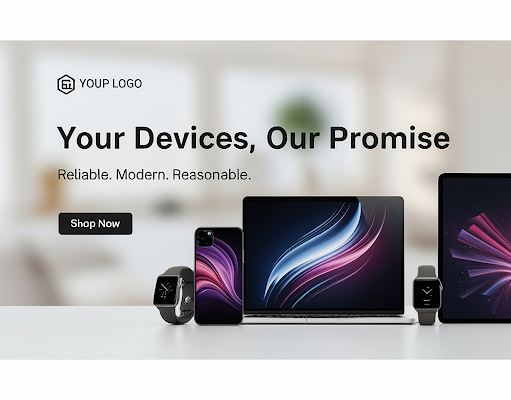 YOUP LOGO
Your Devices, Our Promise
Reliable. Modern. Reasonable.
Shop Now